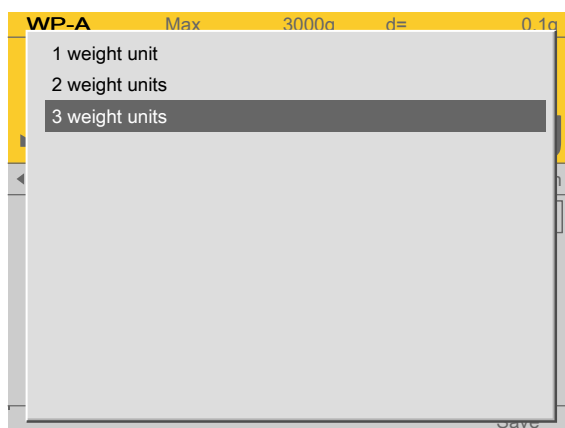 WP-A Max 3000g d= 0.1g
1 weight unit
2 weight units
3 weight units
Save